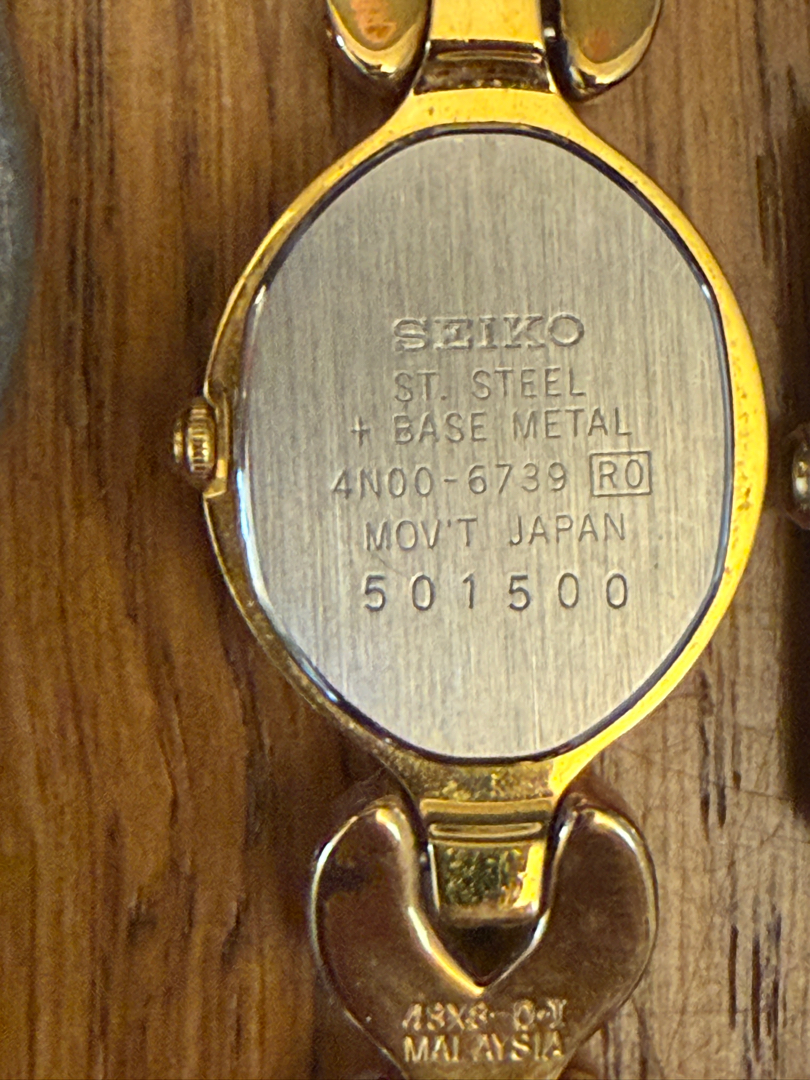 SEIKO
ST. STEEL
+ BASE METAL
4N00-6739 R0
MOV'T JAPAN
501500
MALAYSIA